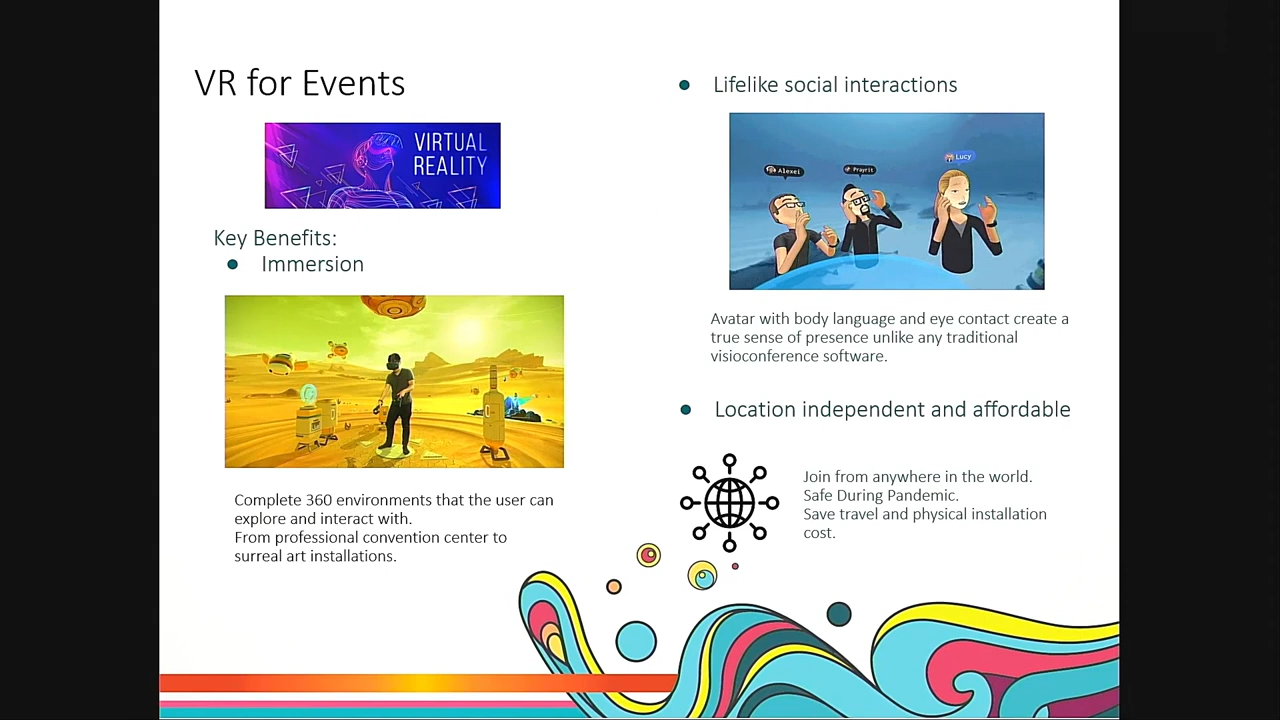 VR for Events
VIRTUAL
REALITY
Key Benefits:
Immersion
Complete 360 environments that the user can
explore and interact with.
From professional convention center to
surreal art installations.
Lifelike social interactions
Alexei
Prayrit
Lucy
Avatar with body language and eye contact create a
true sense of presence unlike any traditional
visioconference software.
Location independent and affordable
Join from anywhere in the world.
Safe During Pandemic.
Save travel and physical installation
cost.